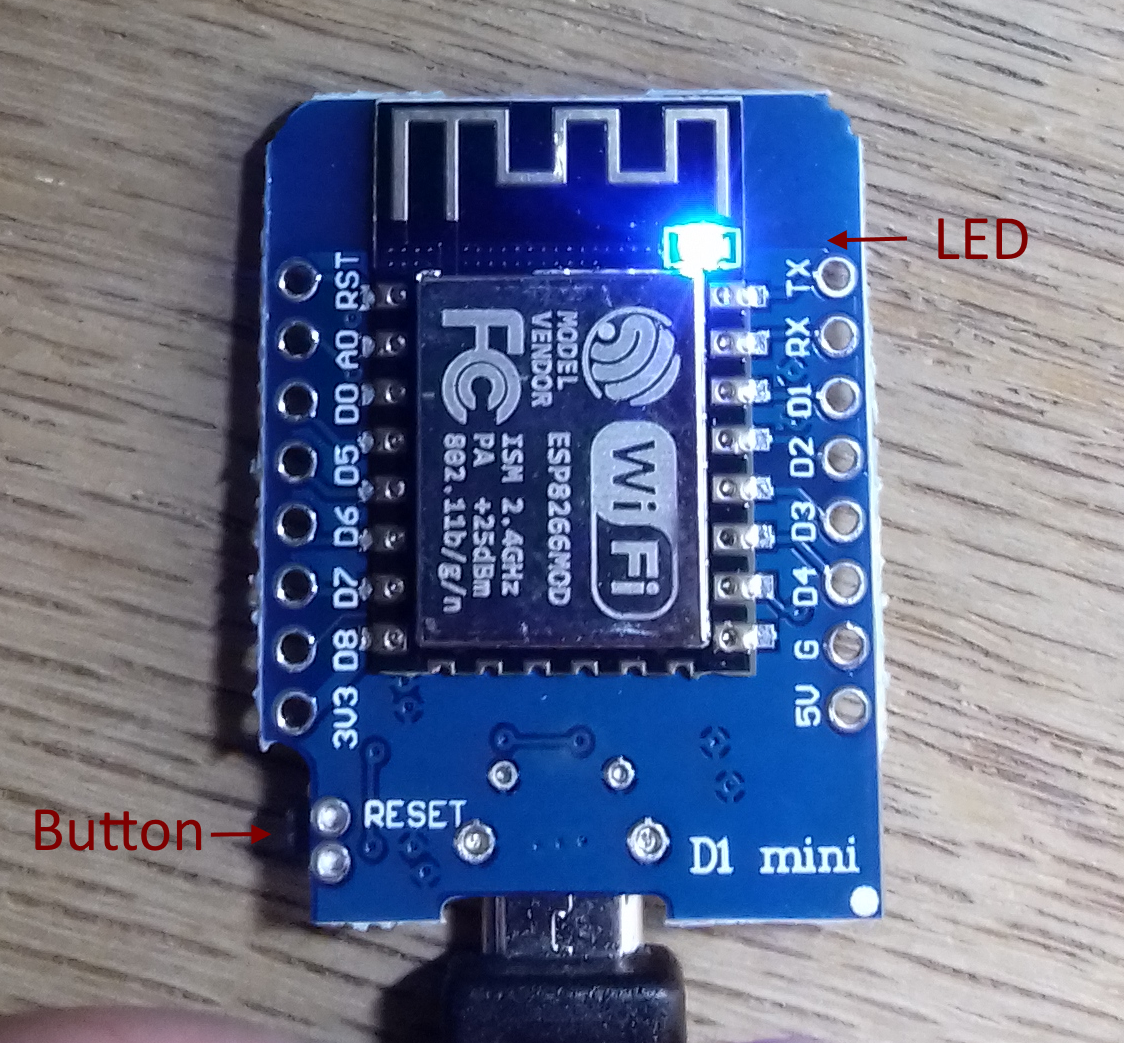 LED
RST
A0
D0
D5
D6
D7
D8
3V3
TX
RX
D1
D2
D3
D4
G
5V
WiFi
MODEL ESP8266MOD
VENDOR
ISM 2.4GHz
FC PA +25dBm
802.11b/g/n
Button
RESET
D1 mini